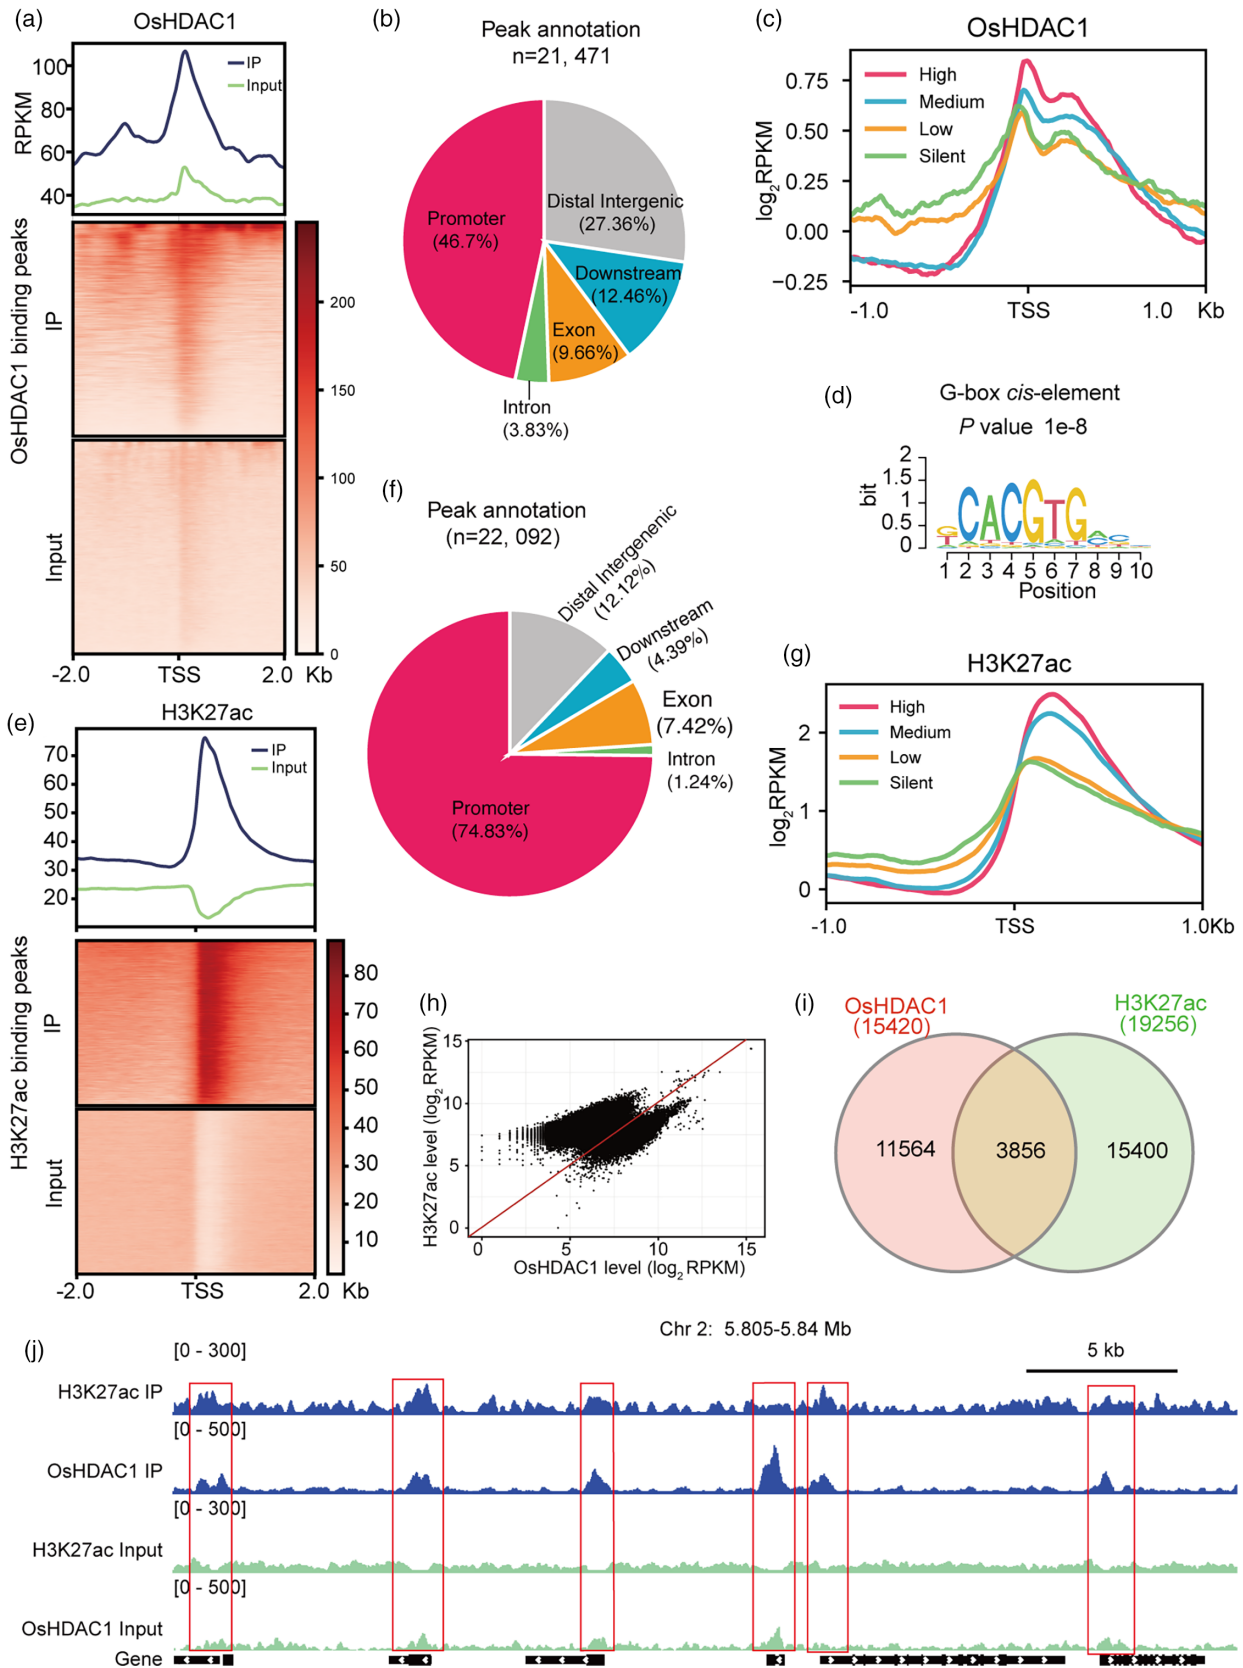 (a)
OsHDAC1
RPKM
100
80
60
40
IP
Input
OsHDAC1 binding peaks
IP
Input
200
150
100
50
0
-2.0
TSS
2.0
Kb
(b)
Peak annotation
n=21, 471
Promoter
(46.7%)
Distal Intergenic
(27.36%)
Downstream
(12.46%)
Exon
(9.66%)
Intron
(3.83%)
(c)
OsHDAC1
log2RPKM
0.75
0.50
0.25
0.00
−0.25
High
Medium
Low
Silent
-1.0
TSS
1.0
Kb
(d)
G-box cis-element
P value 1e-8
bit
2
1.5
1
0.5
0
CACGTG
1 2 3 4 5 6 7 8 9 10
Position
(e)
H3K27ac
70
60
50
40
30
20
IP
Input
H3K27ac binding peaks
IP
Input
80
70
60
50
40
30
20
10
-2.0
TSS
2.0
Kb
(f)
Peak annotation
(n=22, 092)
Distal Intergenenic
(12.12%)
Downstream
(4.39%)
Exon
(7.42%)
Intron
(1.24%)
Promoter
(74.83%)
(g)
H3K27ac
log2RPKM
2
1
0
High
Medium
Low
Silent
-1.0
TSS
1.0Kb
(h)
H3K27ac level (log2 RPKM)
15
10
5
0
0
5
10
15
OsHDAC1 level (log2 RPKM)
(i)
OsHDAC1
(15420)
H3K27ac
(19256)
11564
3856
15400
(j)
Chr 2: 5.805-5.84 Mb
5 kb
[0 - 300]
H3K27ac IP
[0 - 500]
OsHDAC1 IP
[0 - 300]
H3K27ac Input
[0 - 500]
OsHDAC1 Input
Gene